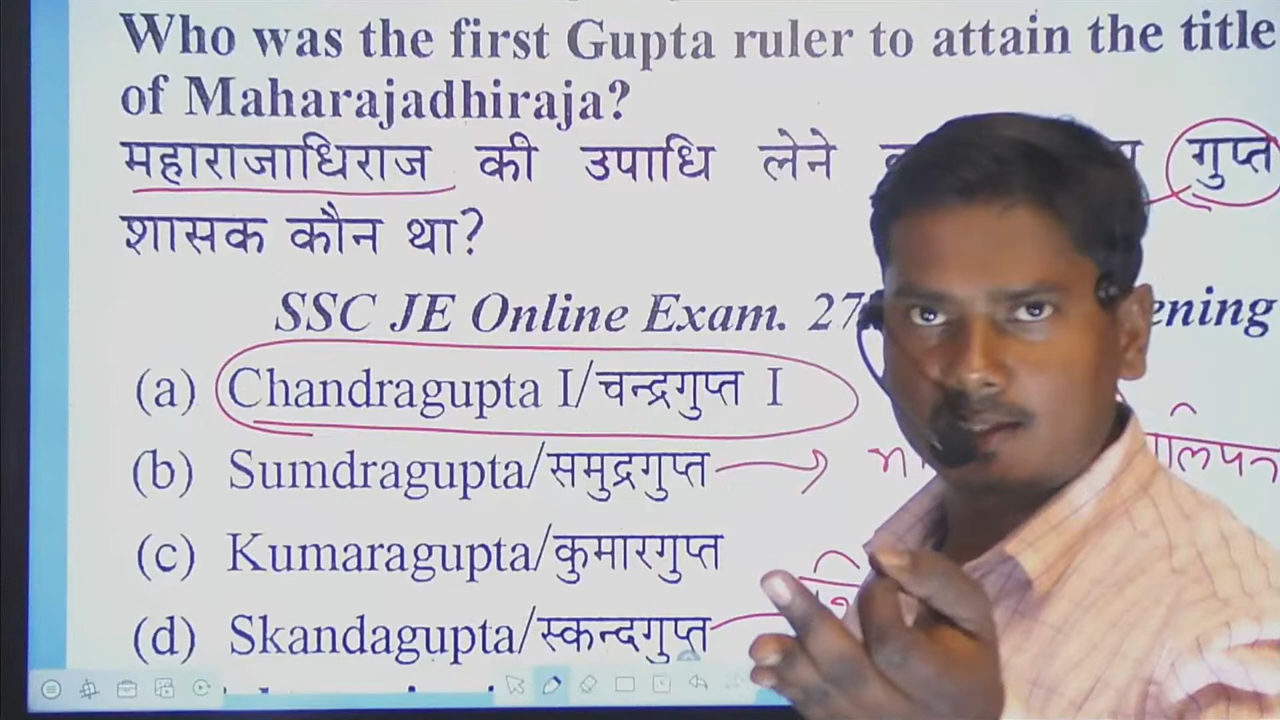 Who was the first Gupta ruler to attain the title
of Maharajadhiraja?
महाराजाधिराज की उपाधि लेने गुप्त
शासक कौन था?
SSC JE Online Exam. 27 ening
(a) Chandragupta I/चन्द्रगुप्त I
(b) Sumdragupta/समुद्रगुप्त
(c) Kumaragupta/कुमारगुप्त
(d) Skandagupta/स्कन्दगुप्त